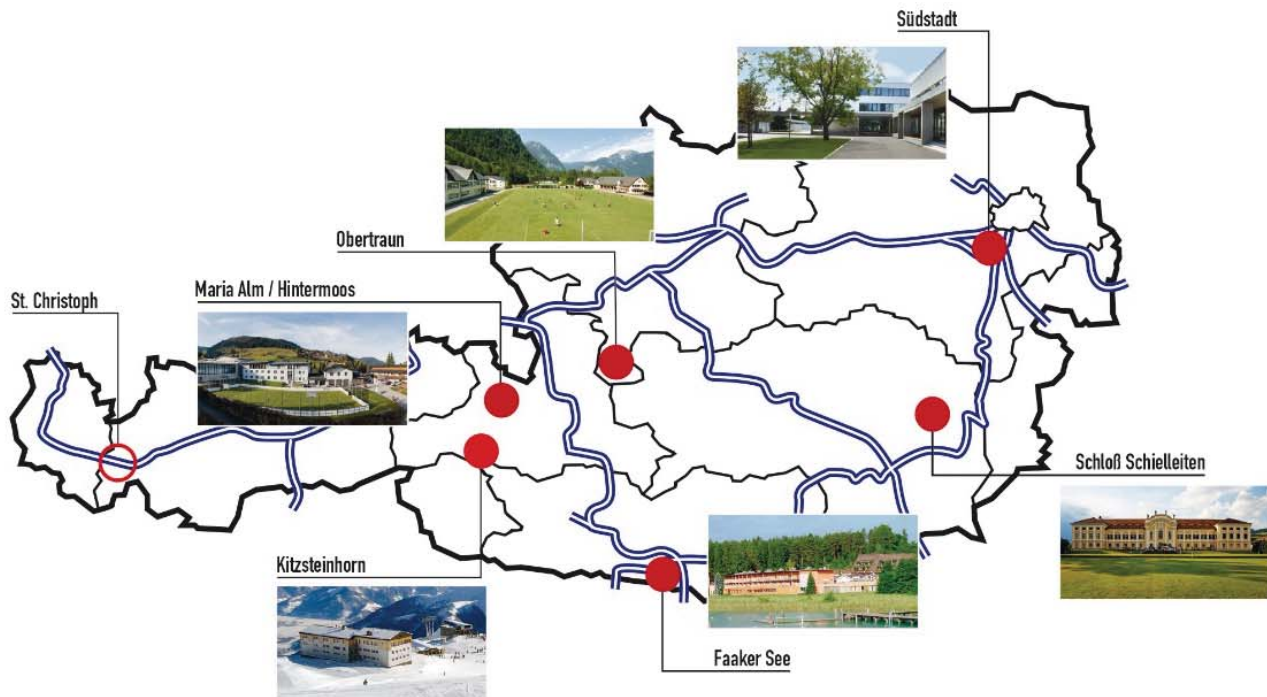 Südstadt
Obertraun
Maria Alm / Hintermoos
St. Christoph
Schloß Schielleiten
Kitzsteinhorn
Faaker See